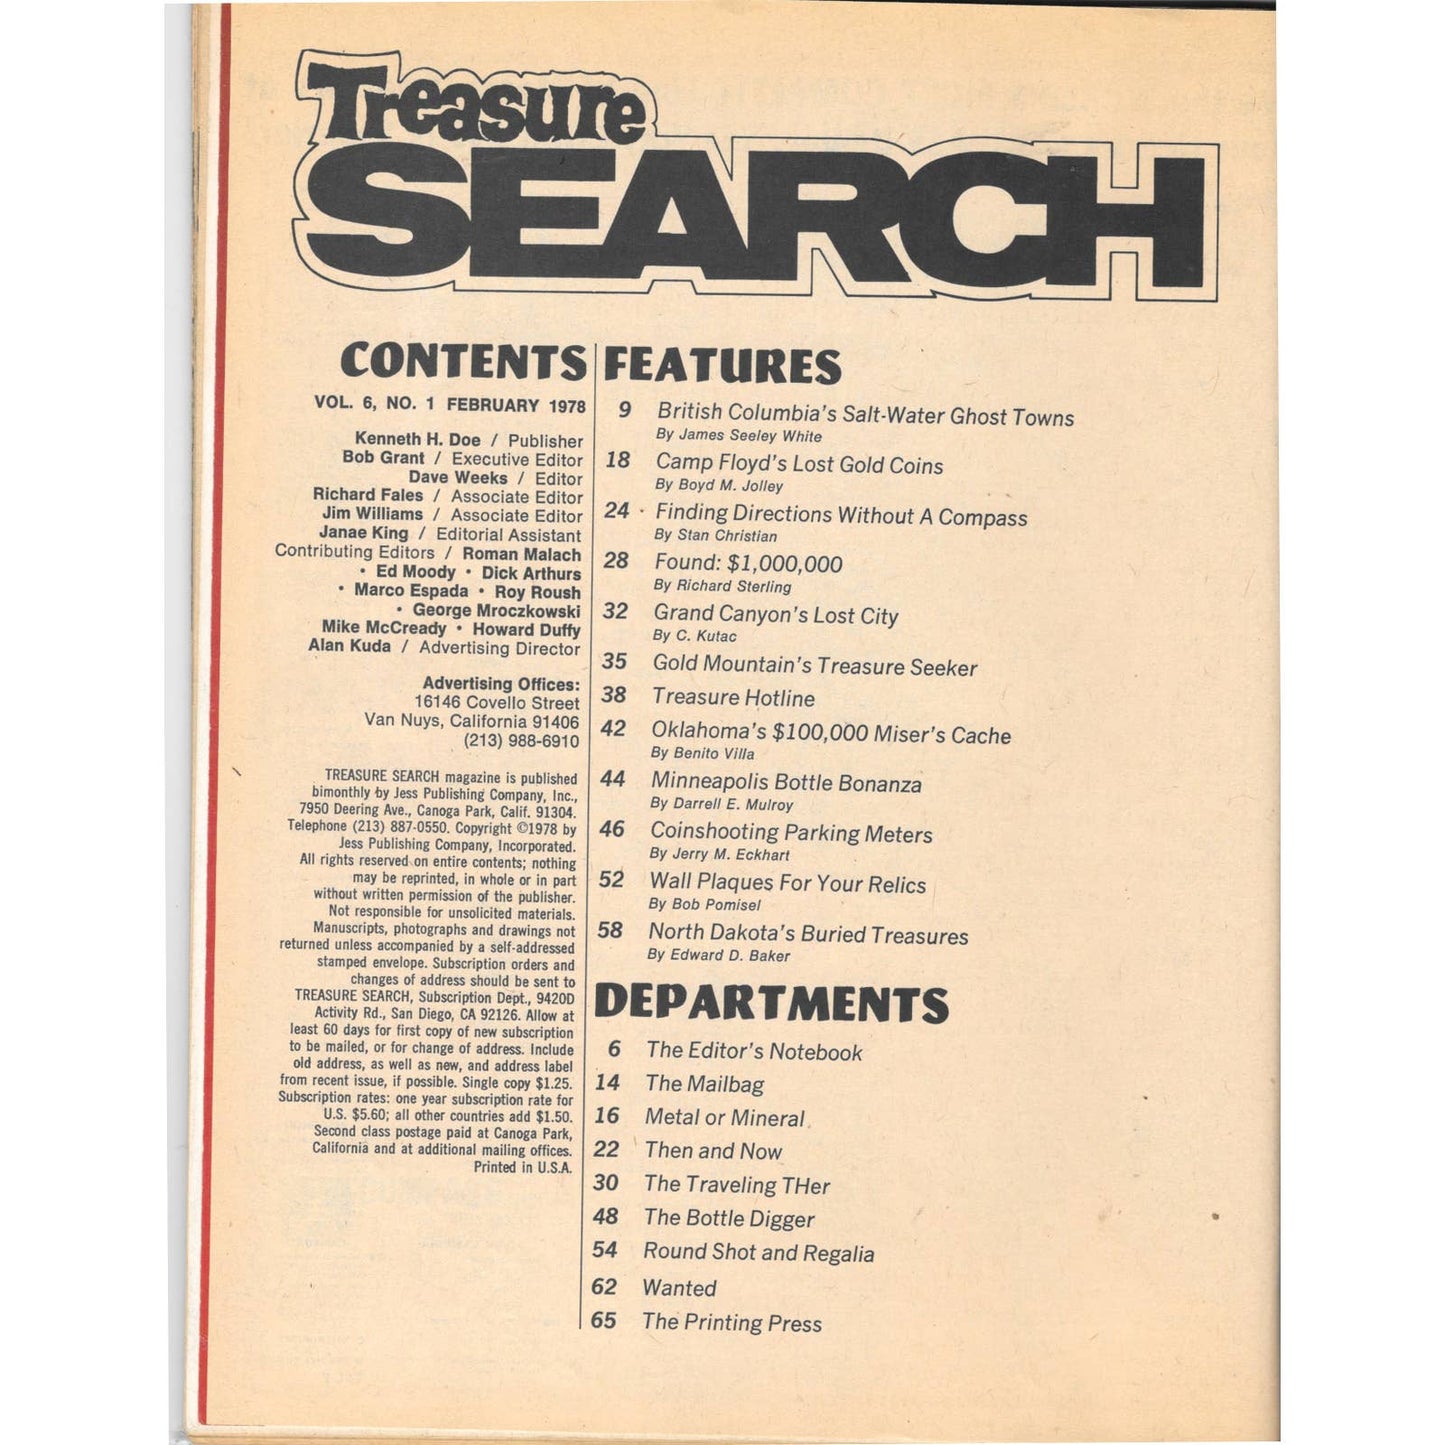 Treasure
SEARCH
CONTENTS
VOL. 6, NO. 1 FEBRUARY 1978
Kenneth H. Doe / Publisher
Bob Grant / Executive Editor
Dave Weeks / Editor
Richard Fales / Associate Editor
Jim Williams / Associate Editor
Janae King / Editorial Assistant
Contributing Editors / Roman Malach
• Ed Moody • Dick Arthurs
• Marco Espada • Roy Roush
• George Mroczkowski
Mike McCready • Howard Duffy
Alan Kuda / Advertising Director
Advertising Offices:
16146 Covello Street
Van Nuys, California 91406
(213) 988-6910
TREASURE SEARCH magazine is published
bimonthly by Jess Publishing Company, Inc.,
7950 Deering Ave., Canoga Park, Calif. 91304.
Telephone (213) 887-0550. Copyright ©1978 by
Jess Publishing Company, Incorporated.
All rights reserved on entire contents; nothing
may be reprinted, in whole or in part
without written permission of the publisher.
Not responsible for unsolicited materials.
Manuscripts, photographs and drawings not
returned unless accompanied by a self-addressed
stamped envelope. Subscription orders and
changes of address should be sent to
TREASURE SEARCH, Subscription Dept., 9420D
Activity Rd., San Diego, CA 92126. Allow at
least 60 days for first copy of new subscription
to be mailed, or for change of address. Include
old address, as well as new, and address label
from recent issue, if possible. Single copy $1.25.
Subscription rates: one year subscription rate for
U.S. $5.60; all other countries add $1.50.
Second class postage paid at Canoga Park,
California and at additional mailing offices.
Printed in U.S.A.
FEATURES
9 British Columbia's Salt-Water Ghost Towns
By James Seeley White
18 Camp Floyd's Lost Gold Coins
By Boyd M. Jolley
24 Finding Directions Without A Compass
By Stan Christian
28 Found: $1,000,000
By Richard Sterling
32 Grand Canyon's Lost City
By C. Kutac
35 Gold Mountain's Treasure Seeker
38 Treasure Hotline
42 Oklahoma's $100,000 Miser's Cache
By Benito Villa
44 Minneapolis Bottle Bonanza
By Darrell E. Mulroy
46 Coinshooting Parking Meters
By Jerry M. Eckhart
52 Wall Plaques For Your Relics
By Bob Pomisel
58 North Dakota's Buried Treasures
By Edward D. Baker
DEPARTMENTS
6 The Editor's Notebook
14 The Mailbag
16 Metal or Mineral
22 Then and Now
30 The Traveling THer
48 The Bottle Digger
54 Round Shot and Regalia
62 Wanted
65 The Printing Press